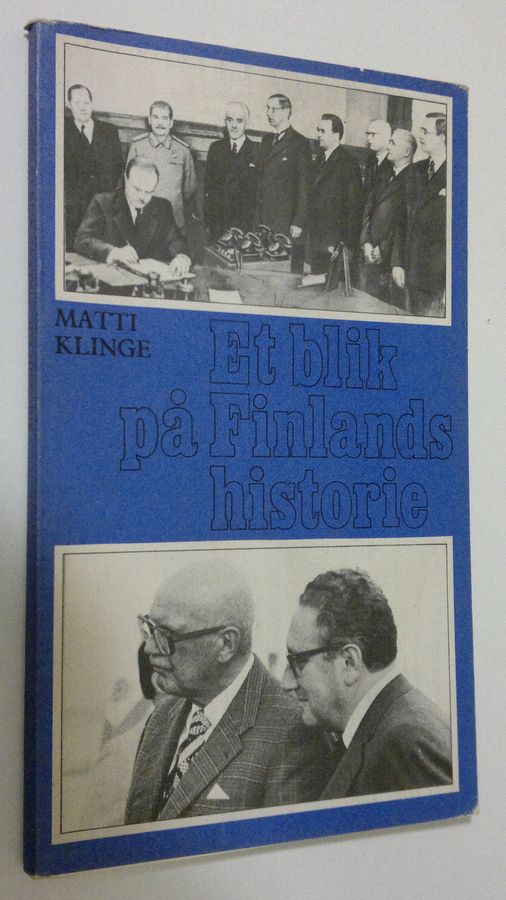 MATTI
KLINGE
Et blik
på Finlands
historie